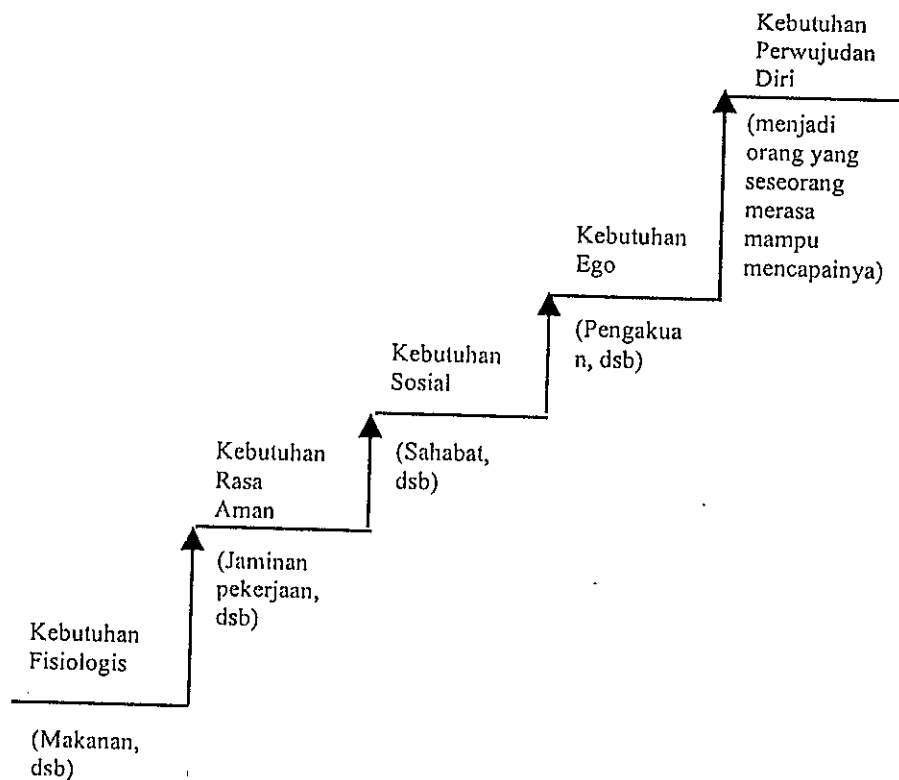 Kebutuhan
Perwujudan
Diri
(menjadi
orang yang
seseorang
merasa
mampu
mencapainya)
Kebutuhan
Ego
(Pengakua
n, dsb)
Kebutuhan
Sosial
(Sahabat,
dsb)
Kebutuhan
Rasa
Aman
(Jaminan
pekerjaan,
dsb)
Kebutuhan
Fisiologis
(Makanan,
dsb)